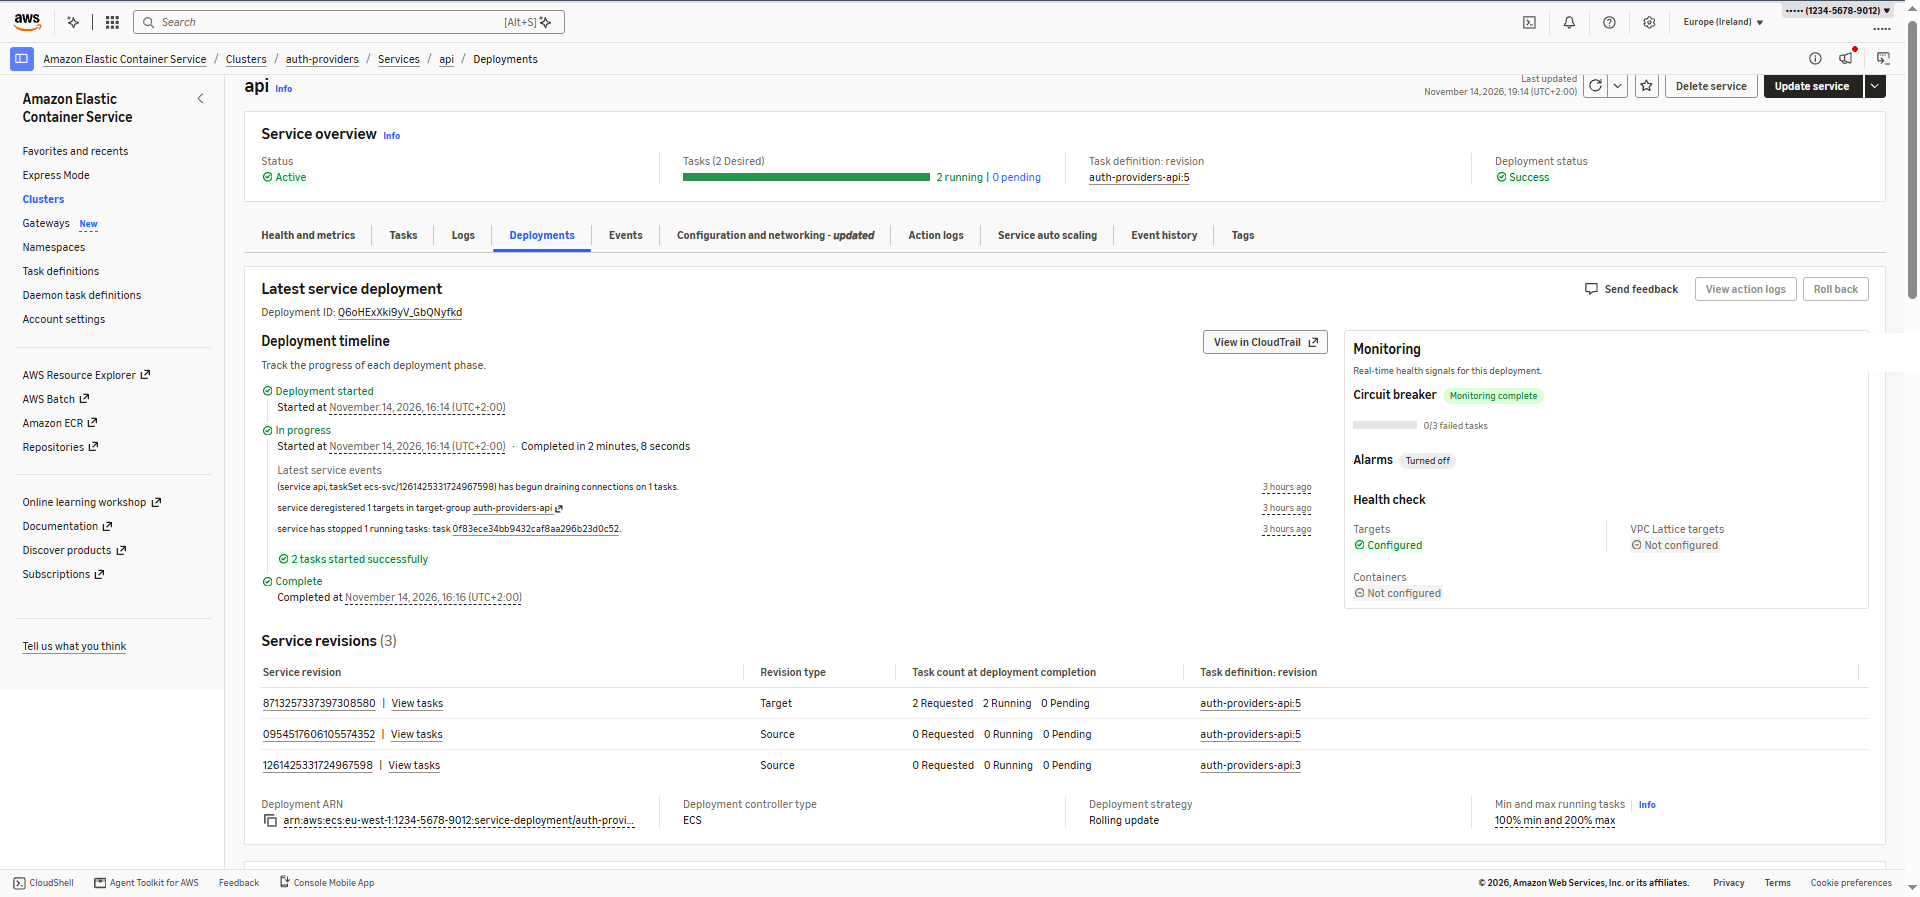 aws
Search [Alt+S]
Europe (Ireland)
••••• (1234-5678-9012)
•••••
Amazon Elastic Container Service / Clusters / auth-providers / Services / api / Deployments
Amazon Elastic
Container Service
Favorites and recents
Express Mode
Clusters
Gateways New
Namespaces
Task definitions
Daemon task definitions
Account settings
AWS Resource Explorer
AWS Batch
Amazon ECR
Repositories
Online learning workshop
Documentation
Discover products
Subscriptions
Tell us what you think
api Info
Last updated
November 14, 2026, 19:14 (UTC+2:00)
Delete service
Update service
Service overview Info
Status
Active
Tasks (2 Desired)
2 running | 0 pending
Task definition: revision
auth-providers-api:5
Deployment status
Success
Health and metrics
Tasks
Logs
Deployments
Events
Configuration and networking - updated
Action logs
Service auto scaling
Event history
Tags
Latest service deployment
Send feedback
View action logs
Roll back
Deployment ID: Q6oHExXki9yV_GbQNyfkd
Deployment timeline
View in CloudTrail
Track the progress of each deployment phase.
Deployment started
Started at November 14, 2026, 16:14 (UTC+2:00)
In progress
Started at November 14, 2026, 16:14 (UTC+2:00) · Completed in 2 minutes, 8 seconds
Latest service events
(service api, taskSet ecs-svc/1261425331724967598) has begun draining connections on 1 tasks. 3 hours ago
service deregistered 1 targets in target-group auth-providers-api 3 hours ago
service has stopped 1 running tasks: task 0f83ece34bb9432caf8aa296b23d0c52. 3 hours ago
2 tasks started successfully
Complete
Completed at November 14, 2026, 16:16 (UTC+2:00)
Monitoring
Real-time health signals for this deployment.
Circuit breaker Monitoring complete
0/3 failed tasks
Alarms Turned off
Health check
Targets
Configured
VPC Lattice targets
Not configured
Containers
Not configured
Service revisions (3)
Service revision Revision type Task count at deployment completion Task definition: revision
8713257337397308580 | View tasks Target 2 Requested 2 Running 0 Pending auth-providers-api:5
0954517606105574352 | View tasks Source 0 Requested 0 Running 0 Pending auth-providers-api:5
1261425331724967598 | View tasks Source 0 Requested 0 Running 0 Pending auth-providers-api:3
Deployment ARN
arn:aws:ecs:eu-west-1:1234-5678-9012:service-deployment/auth-provi...
Deployment controller type
ECS
Deployment strategy
Rolling update
Min and max running tasks Info
100% min and 200% max
CloudShell
Agent Toolkit for AWS
Feedback
Console Mobile App
© 2026, Amazon Web Services, Inc. or its affiliates.
Privacy
Terms
Cookie preferences